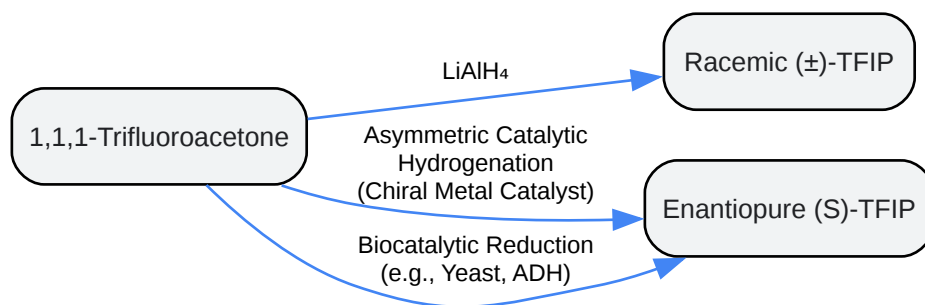 1,1,1-Trifluoroacetone
LiAlH₄
Racemic (±)-TFIP
Asymmetric Catalytic
Hydrogenation
(Chiral Metal Catalyst)
Enantiopure (S)-TFIP
Biocatalytic Reduction
(e.g., Yeast, ADH)